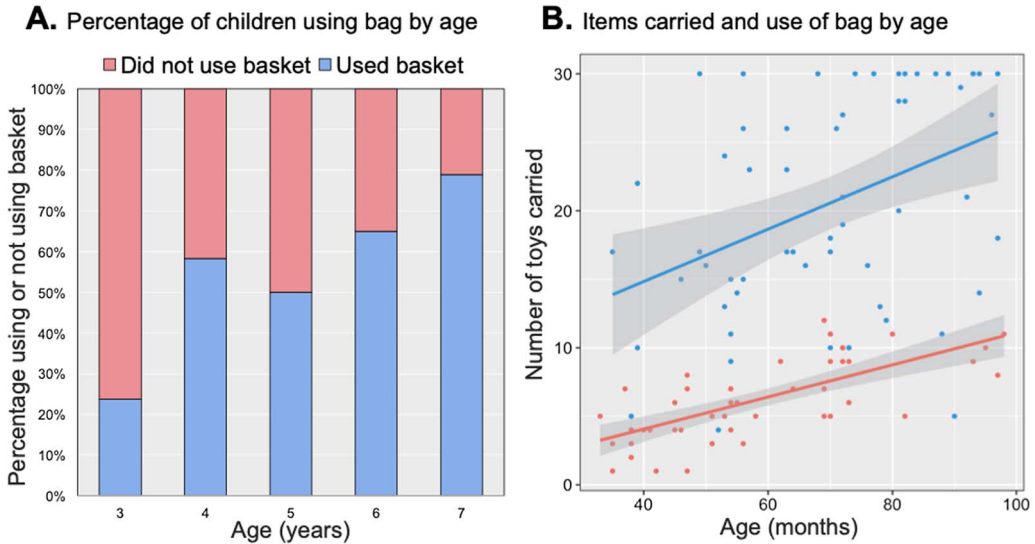 A. Percentage of children using bag by age
Did not use basket Used basket
Percentage using or not using basket
100%
90%
80%
70%
60%
50%
40%
30%
20%
10%
0%
3 4 5 6 7
Age (years)
B. Items carried and use of bag by age
Number of toys carried
30
20
10
0
40 60 80 100
Age (months)